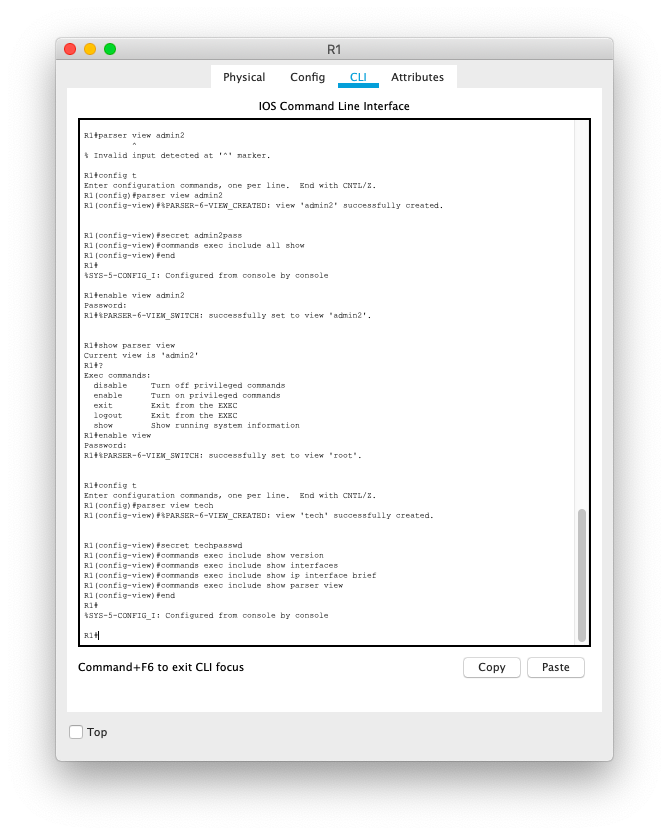 R1
Physical Config CLI Attributes
IOS Command Line Interface
R1#parser view admin2
^
% Invalid input detected at '^' marker.
R1#config t
Enter configuration commands, one per line.  End with CNTL/Z.
R1(config)#parser view admin2
R1(config-view)#%PARSER-6-VIEW_CREATED: view 'admin2' successfully created.
R1(config-view)#secret admin2pass
R1(config-view)#commands exec include all show
R1(config-view)#end
R1#
%SYS-5-CONFIG_I: Configured from console by console
R1#enable view admin2
Password:
R1#%PARSER-6-VIEW_SWITCH: successfully set to view 'admin2'.
R1#show parser view
Current view is 'admin2'
R1#?
Exec commands:
disable     Turn off privileged commands
enable      Turn on privileged commands
exit        Exit from the EXEC
logout      Exit from the EXEC
show        Show running system information
R1#enable view
Password:
R1#%PARSER-6-VIEW_SWITCH: successfully set to view 'root'.
R1#config t
Enter configuration commands, one per line.  End with CNTL/Z.
R1(config)#parser view tech
R1(config-view)#%PARSER-6-VIEW_CREATED: view 'tech' successfully created.
R1(config-view)#secret techpasswd
R1(config-view)#commands exec include show version
R1(config-view)#commands exec include show interfaces
R1(config-view)#commands exec include show ip interface brief
R1(config-view)#commands exec include show parser view
R1(config-view)#end
R1#
%SYS-5-CONFIG_I: Configured from console by console
R1#
Command+F6 to exit CLI focus
Copy Paste
Top